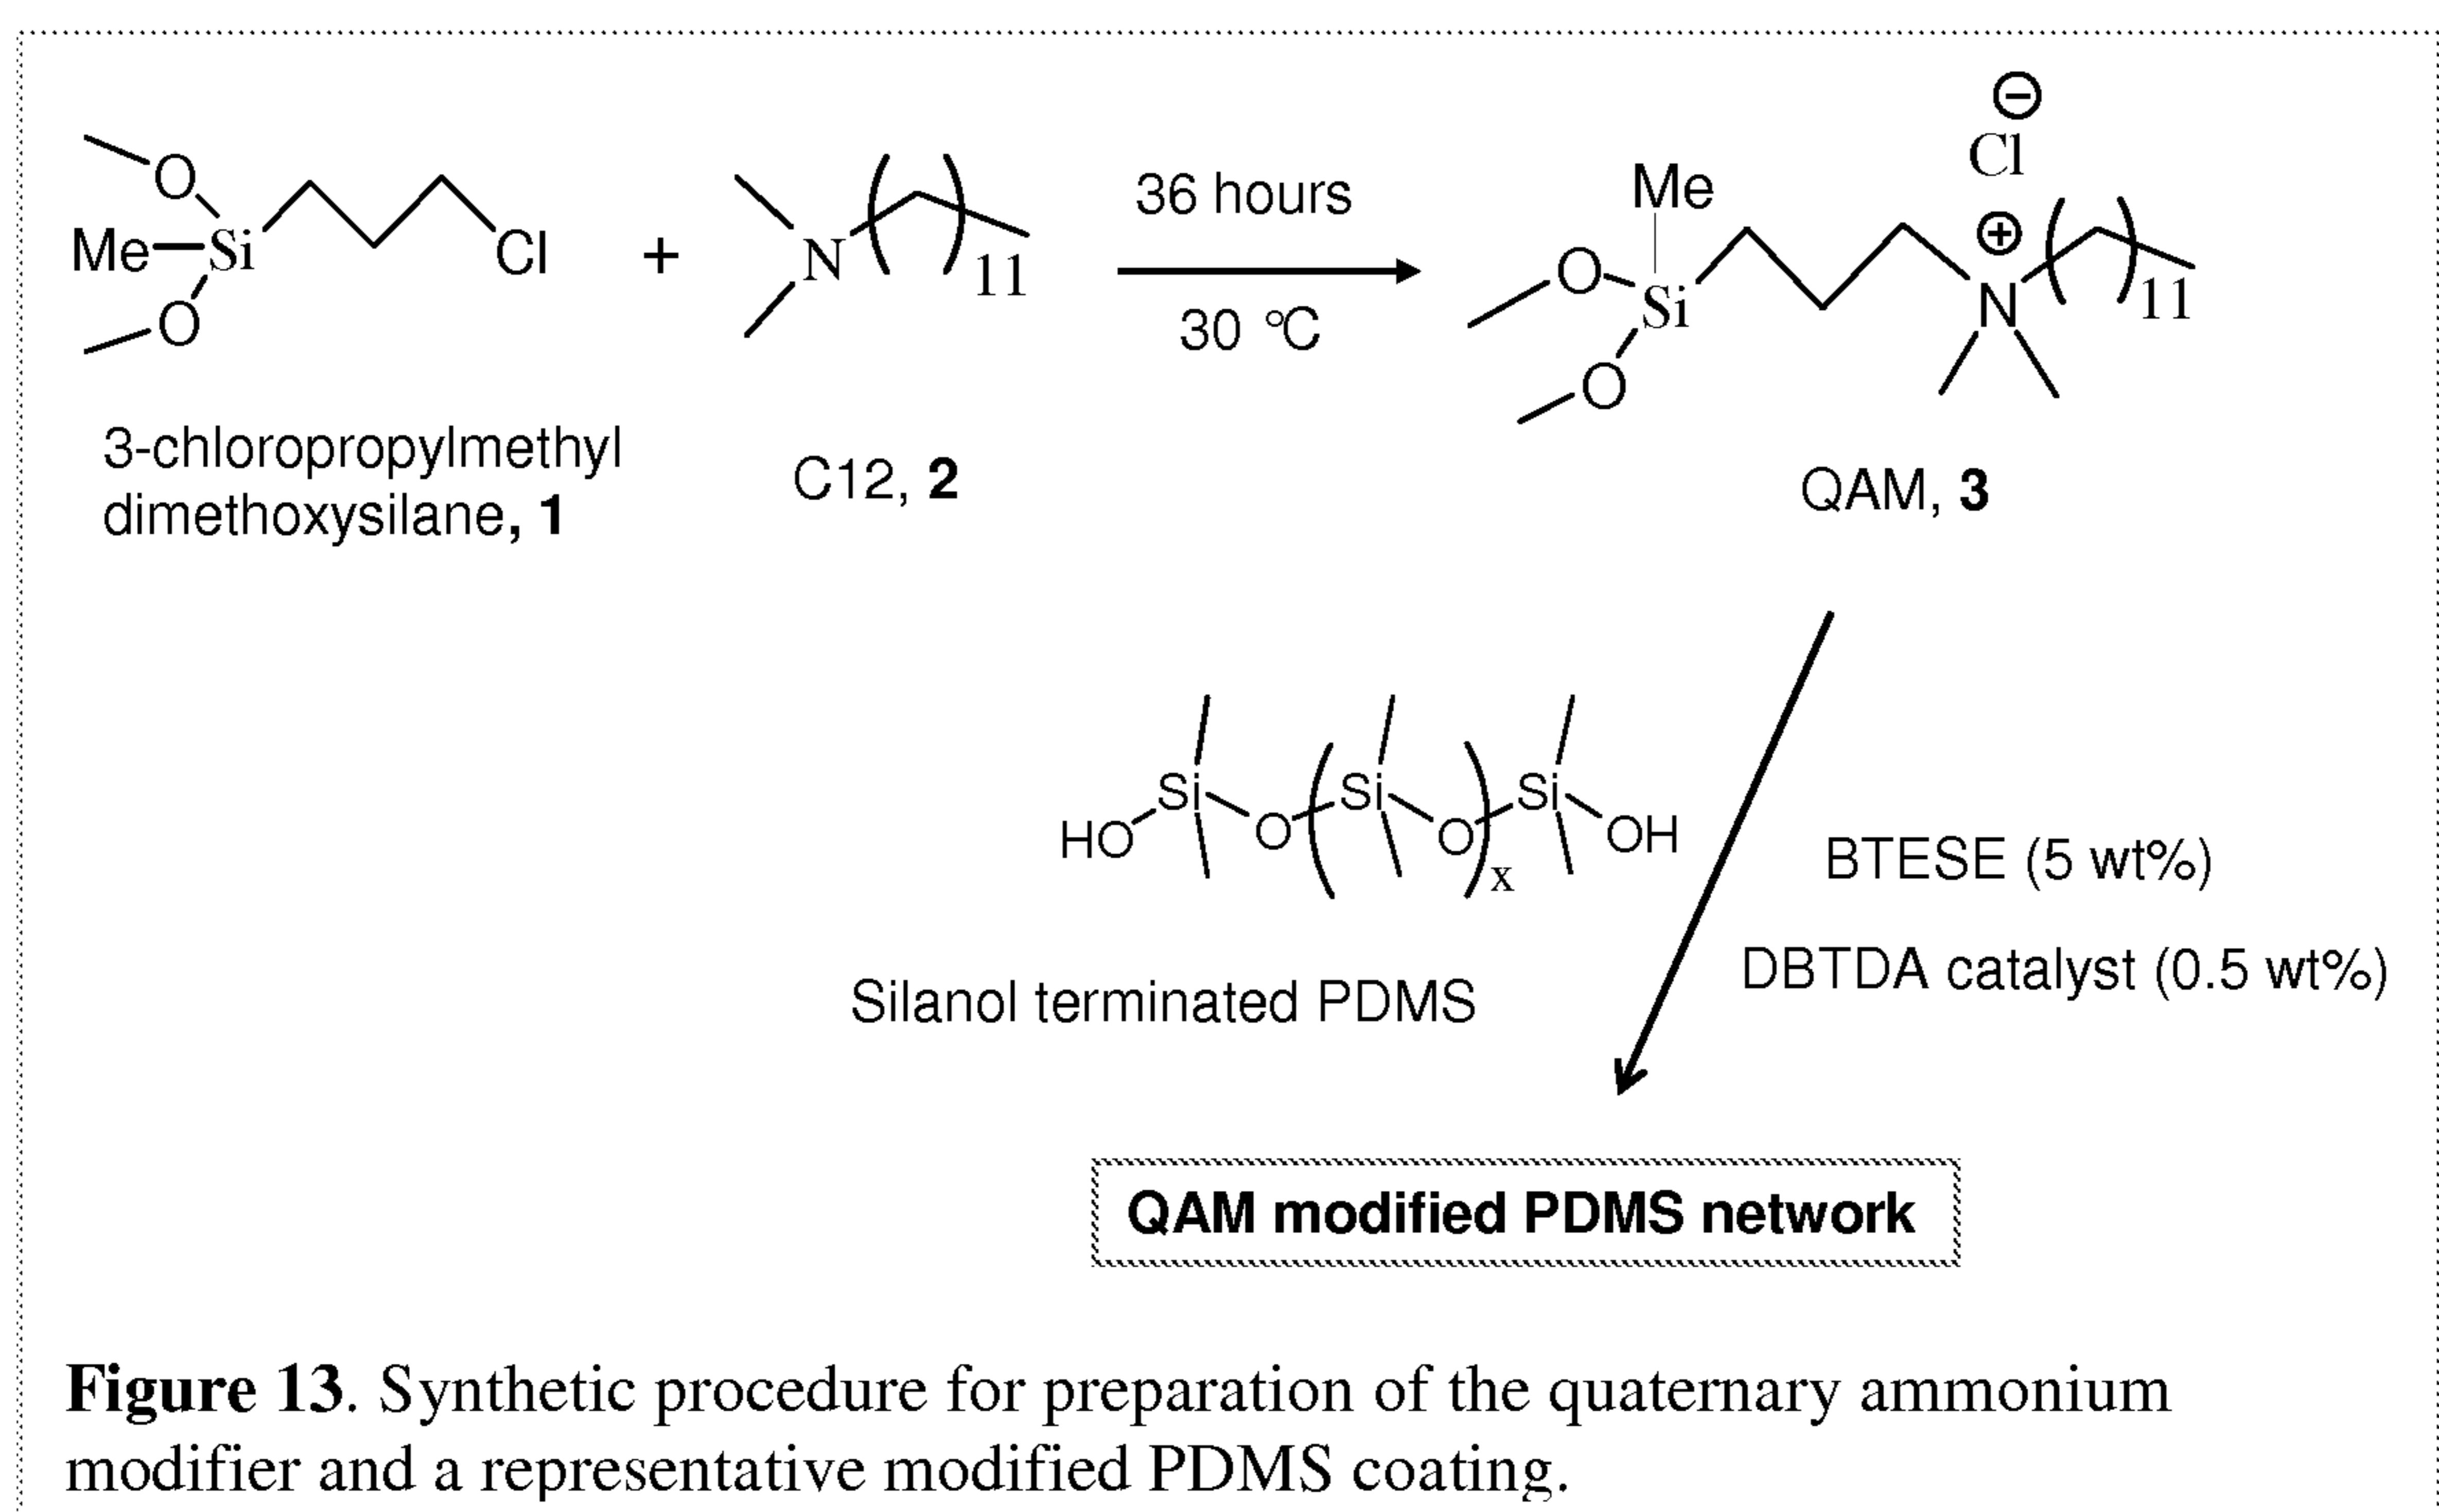 O
Me
Si
O
Cl
+
N
11
36 hours
30 °C
⊖
Cl
Me
O
Si
O
⊕
N
11
3-chloropropylmethyl
dimethoxysilane, 1
C12, 2
QAM, 3
HO
Si
O
Si
O
x
Si
OH
Silanol terminated PDMS
BTESE (5 wt%)
DBTDA catalyst (0.5 wt%)
QAM modified PDMS network
Figure 13. Synthetic procedure for preparation of the quaternary ammonium
modifier and a representative modified PDMS coating.